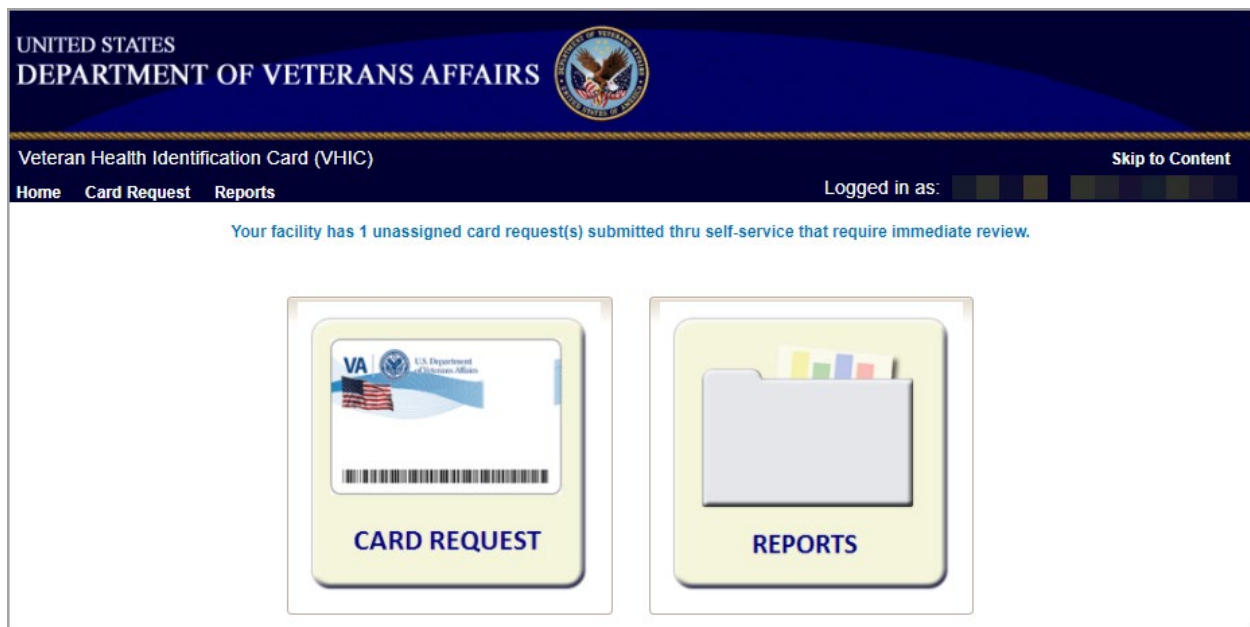 UNITED STATES
DEPARTMENT OF VETERANS AFFAIRS
Veteran Health Identification Card (VHIC)
Skip to Content
Home Card Request Reports
Logged in as:
Your facility has 1 unassigned card request(s) submitted thru self-service that require immediate review.
VA
U.S. Department
of Veterans Affairs
CARD REQUEST
REPORTS